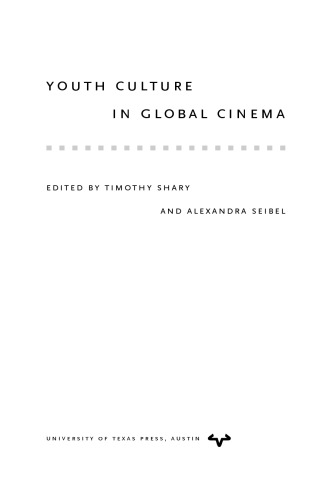 YOUTH CULTURE
IN GLOBAL CINEMA
EDITED BY TIMOTHY SHARY
AND ALEXANDRA SEIBEL
UNIVERSITY OF TEXAS PRESS, AUSTIN